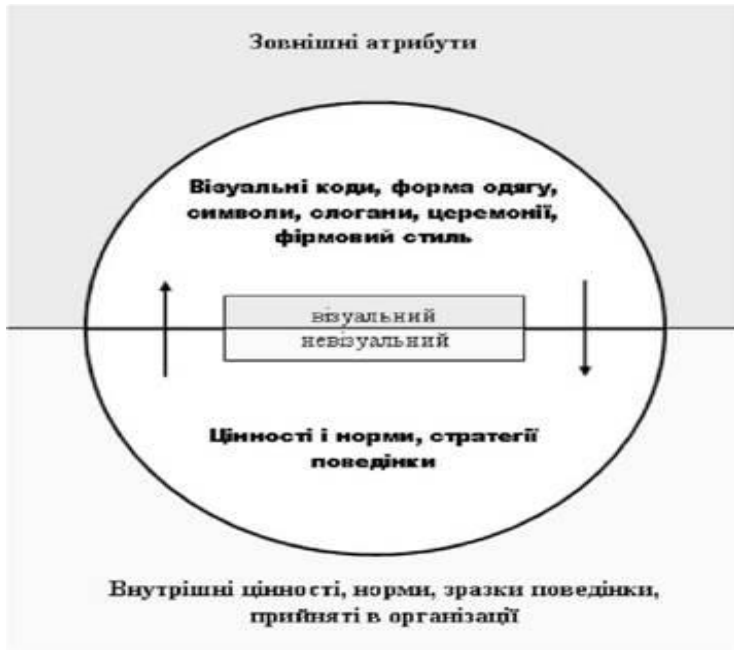 Зовнішні атрибути
Візуальні коди, форма одягу,
символи, слогани, церемонії,
фірмовий стиль
візуальний
невізуальний
Цінності і норми, стратегії
поведінки
Внутрішні цінності, норми, зразки поведінки,
прийняті в організації